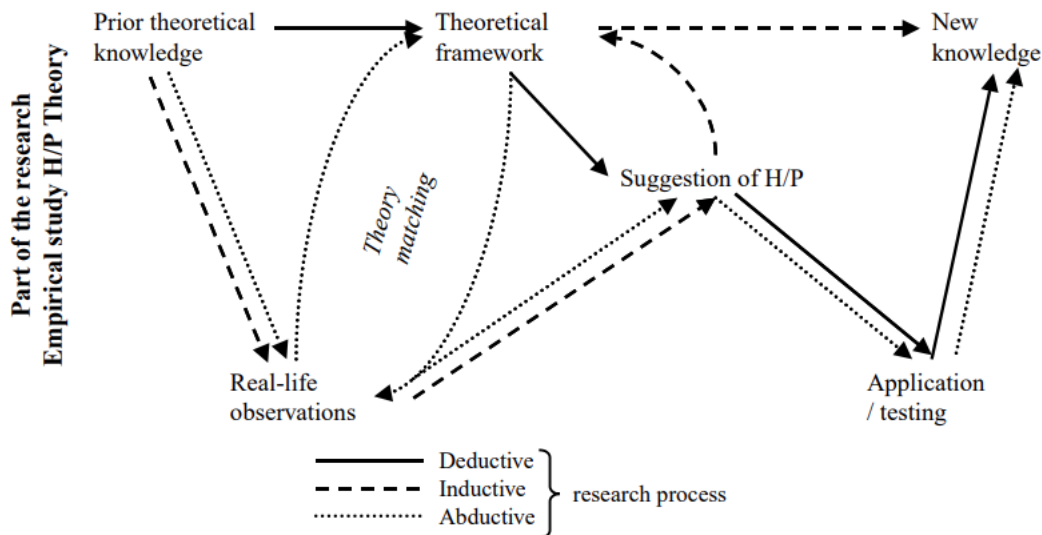 Part of the research
Empirical study H/P Theory
Prior theoretical
knowledge
Theoretical
framework
New
knowledge
Theory
matching
Suggestion of H/P
Real-life
observations
Application
/ testing
Deductive
Inductive
Abductive
research process